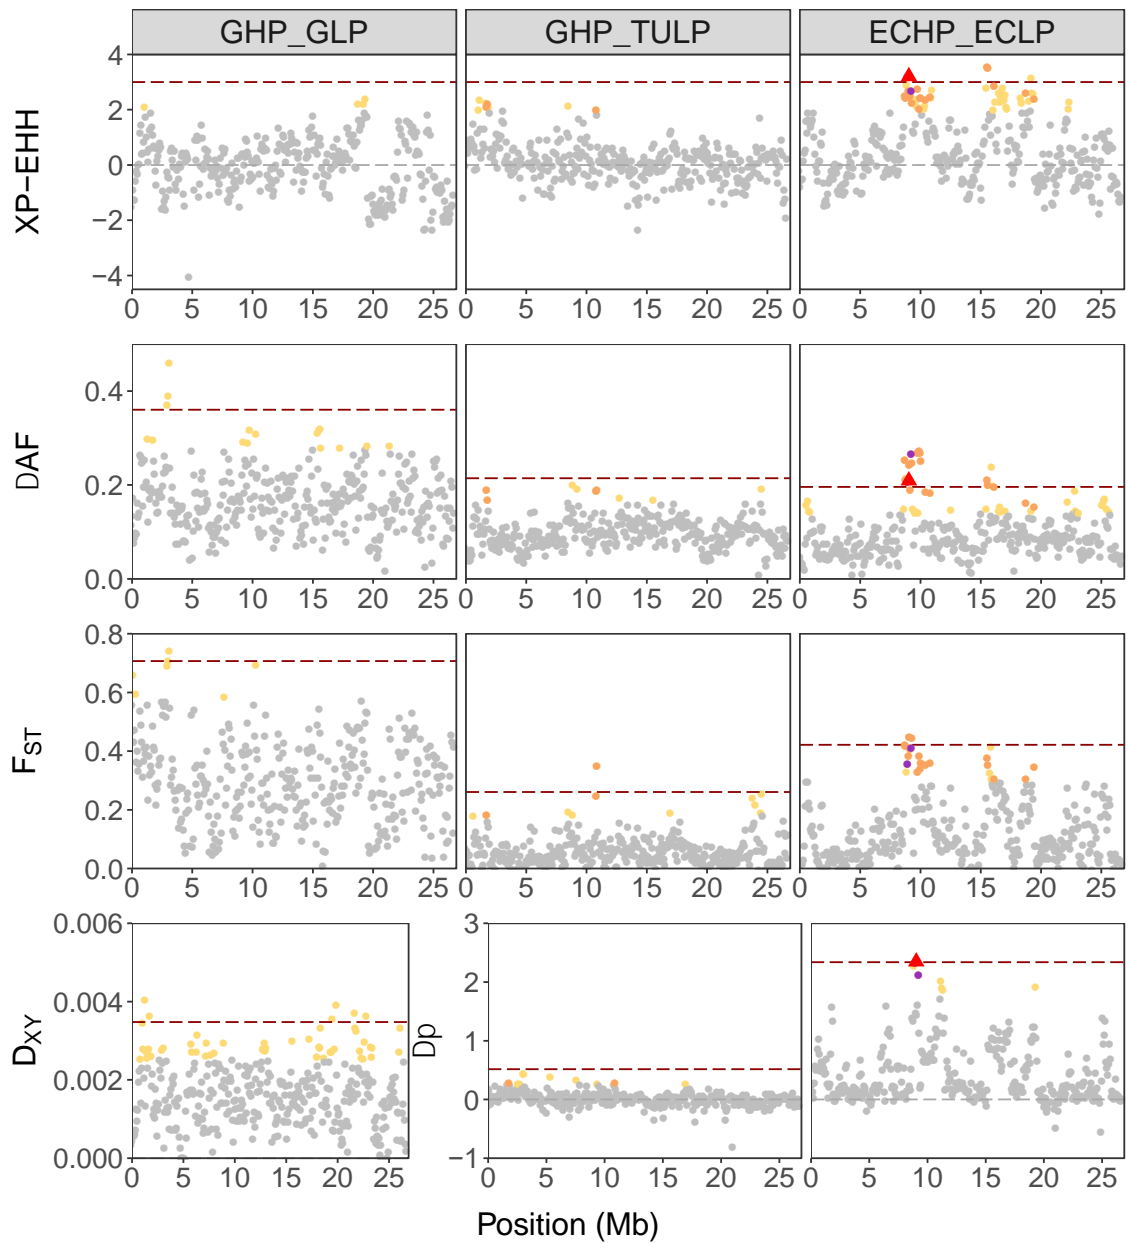 GHP_GLP GHP_TULP ECHP_ECLP
XP−EHH
4
2
0
−2
−4
0 5 10 15 20 25 0 5 10 15 20 25 0 5 10 15 20 25
DAF
0.4
0.2
0.0
0 5 10 15 20 25 0 5 10 15 20 25 0 5 10 15 20 25
FST
0.8
0.6
0.4
0.2
0.0
0 5 10 15 20 25 0 5 10 15 20 25 0 5 10 15 20 25
DXY
0.006
0.004
0.002
0.000
0 5 10 15 20 25
Dp
3
2
1
0
−1
0 5 10 15 20 25 0 5 10 15 20 25
Position (Mb)